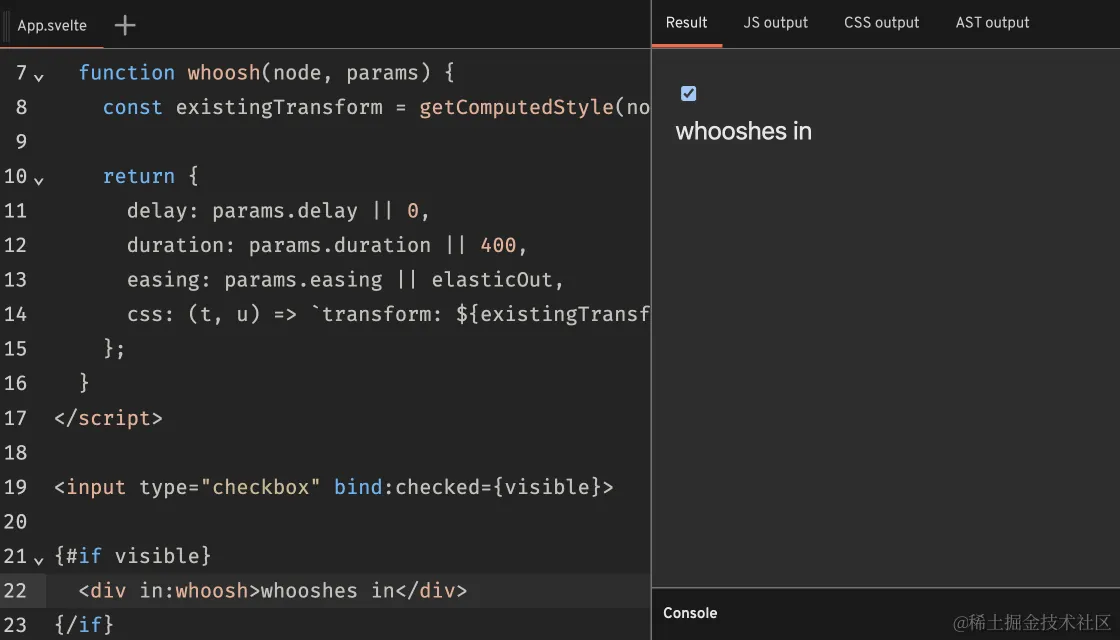 App.svelte
Result JS output CSS output AST output
7 function whoosh(node, params) {
8 const existingTransform = getComputedStyle(no
9
10 return {
11 delay: params.delay || 0,
12 duration: params.duration || 400,
13 easing: params.easing || elasticOut,
14 css: (t, u) => `transform: ${existingTransf
15 };
16 }
17 </script>
18
19 <input type="checkbox" bind:checked={visible}>
20
21 {#if visible}
22 <div in:whoosh>whooshes in</div>
23 {/if}
whooshes in
Console
@稀土掘金技术社区